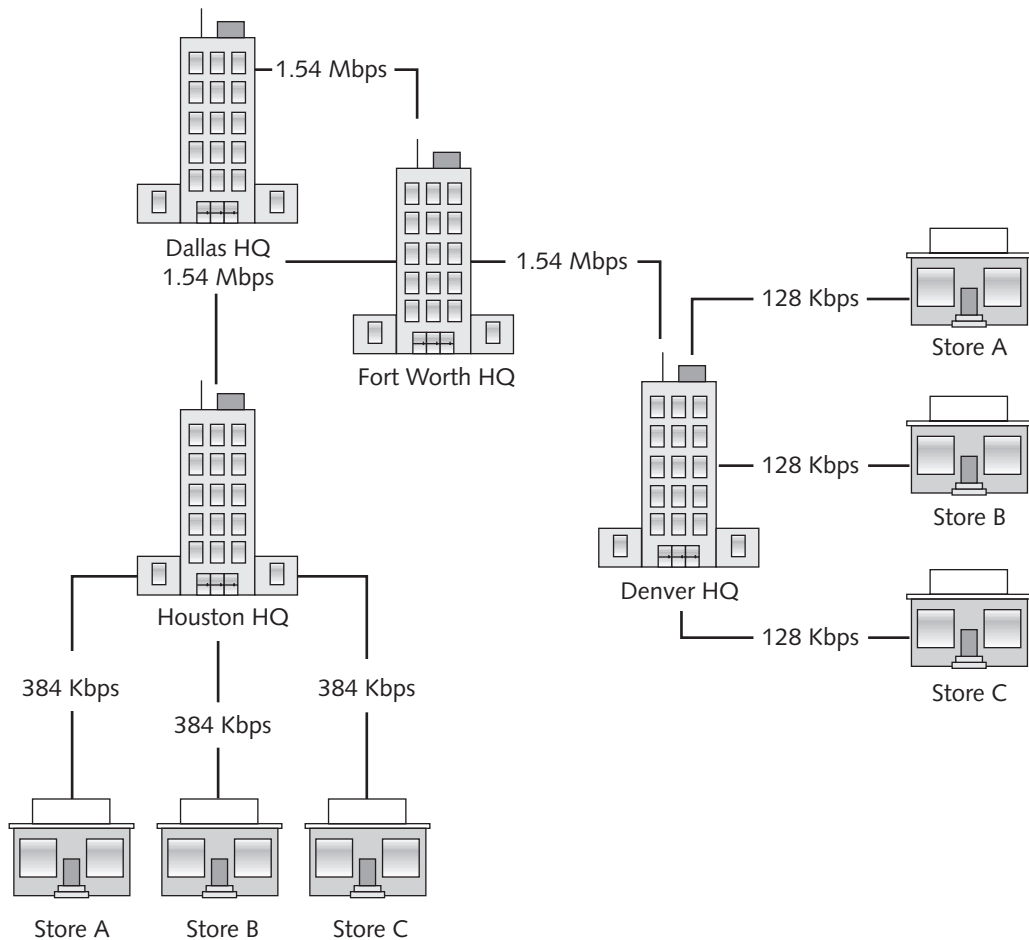 1.54 Mbps
Dallas HQ
1.54 Mbps
1.54 Mbps
Fort Worth HQ
128 Kbps
Store A
128 Kbps
Store B
Denver HQ
128 Kbps
Store C
Houston HQ
384 Kbps
384 Kbps
384 Kbps
Store A
Store B
Store C